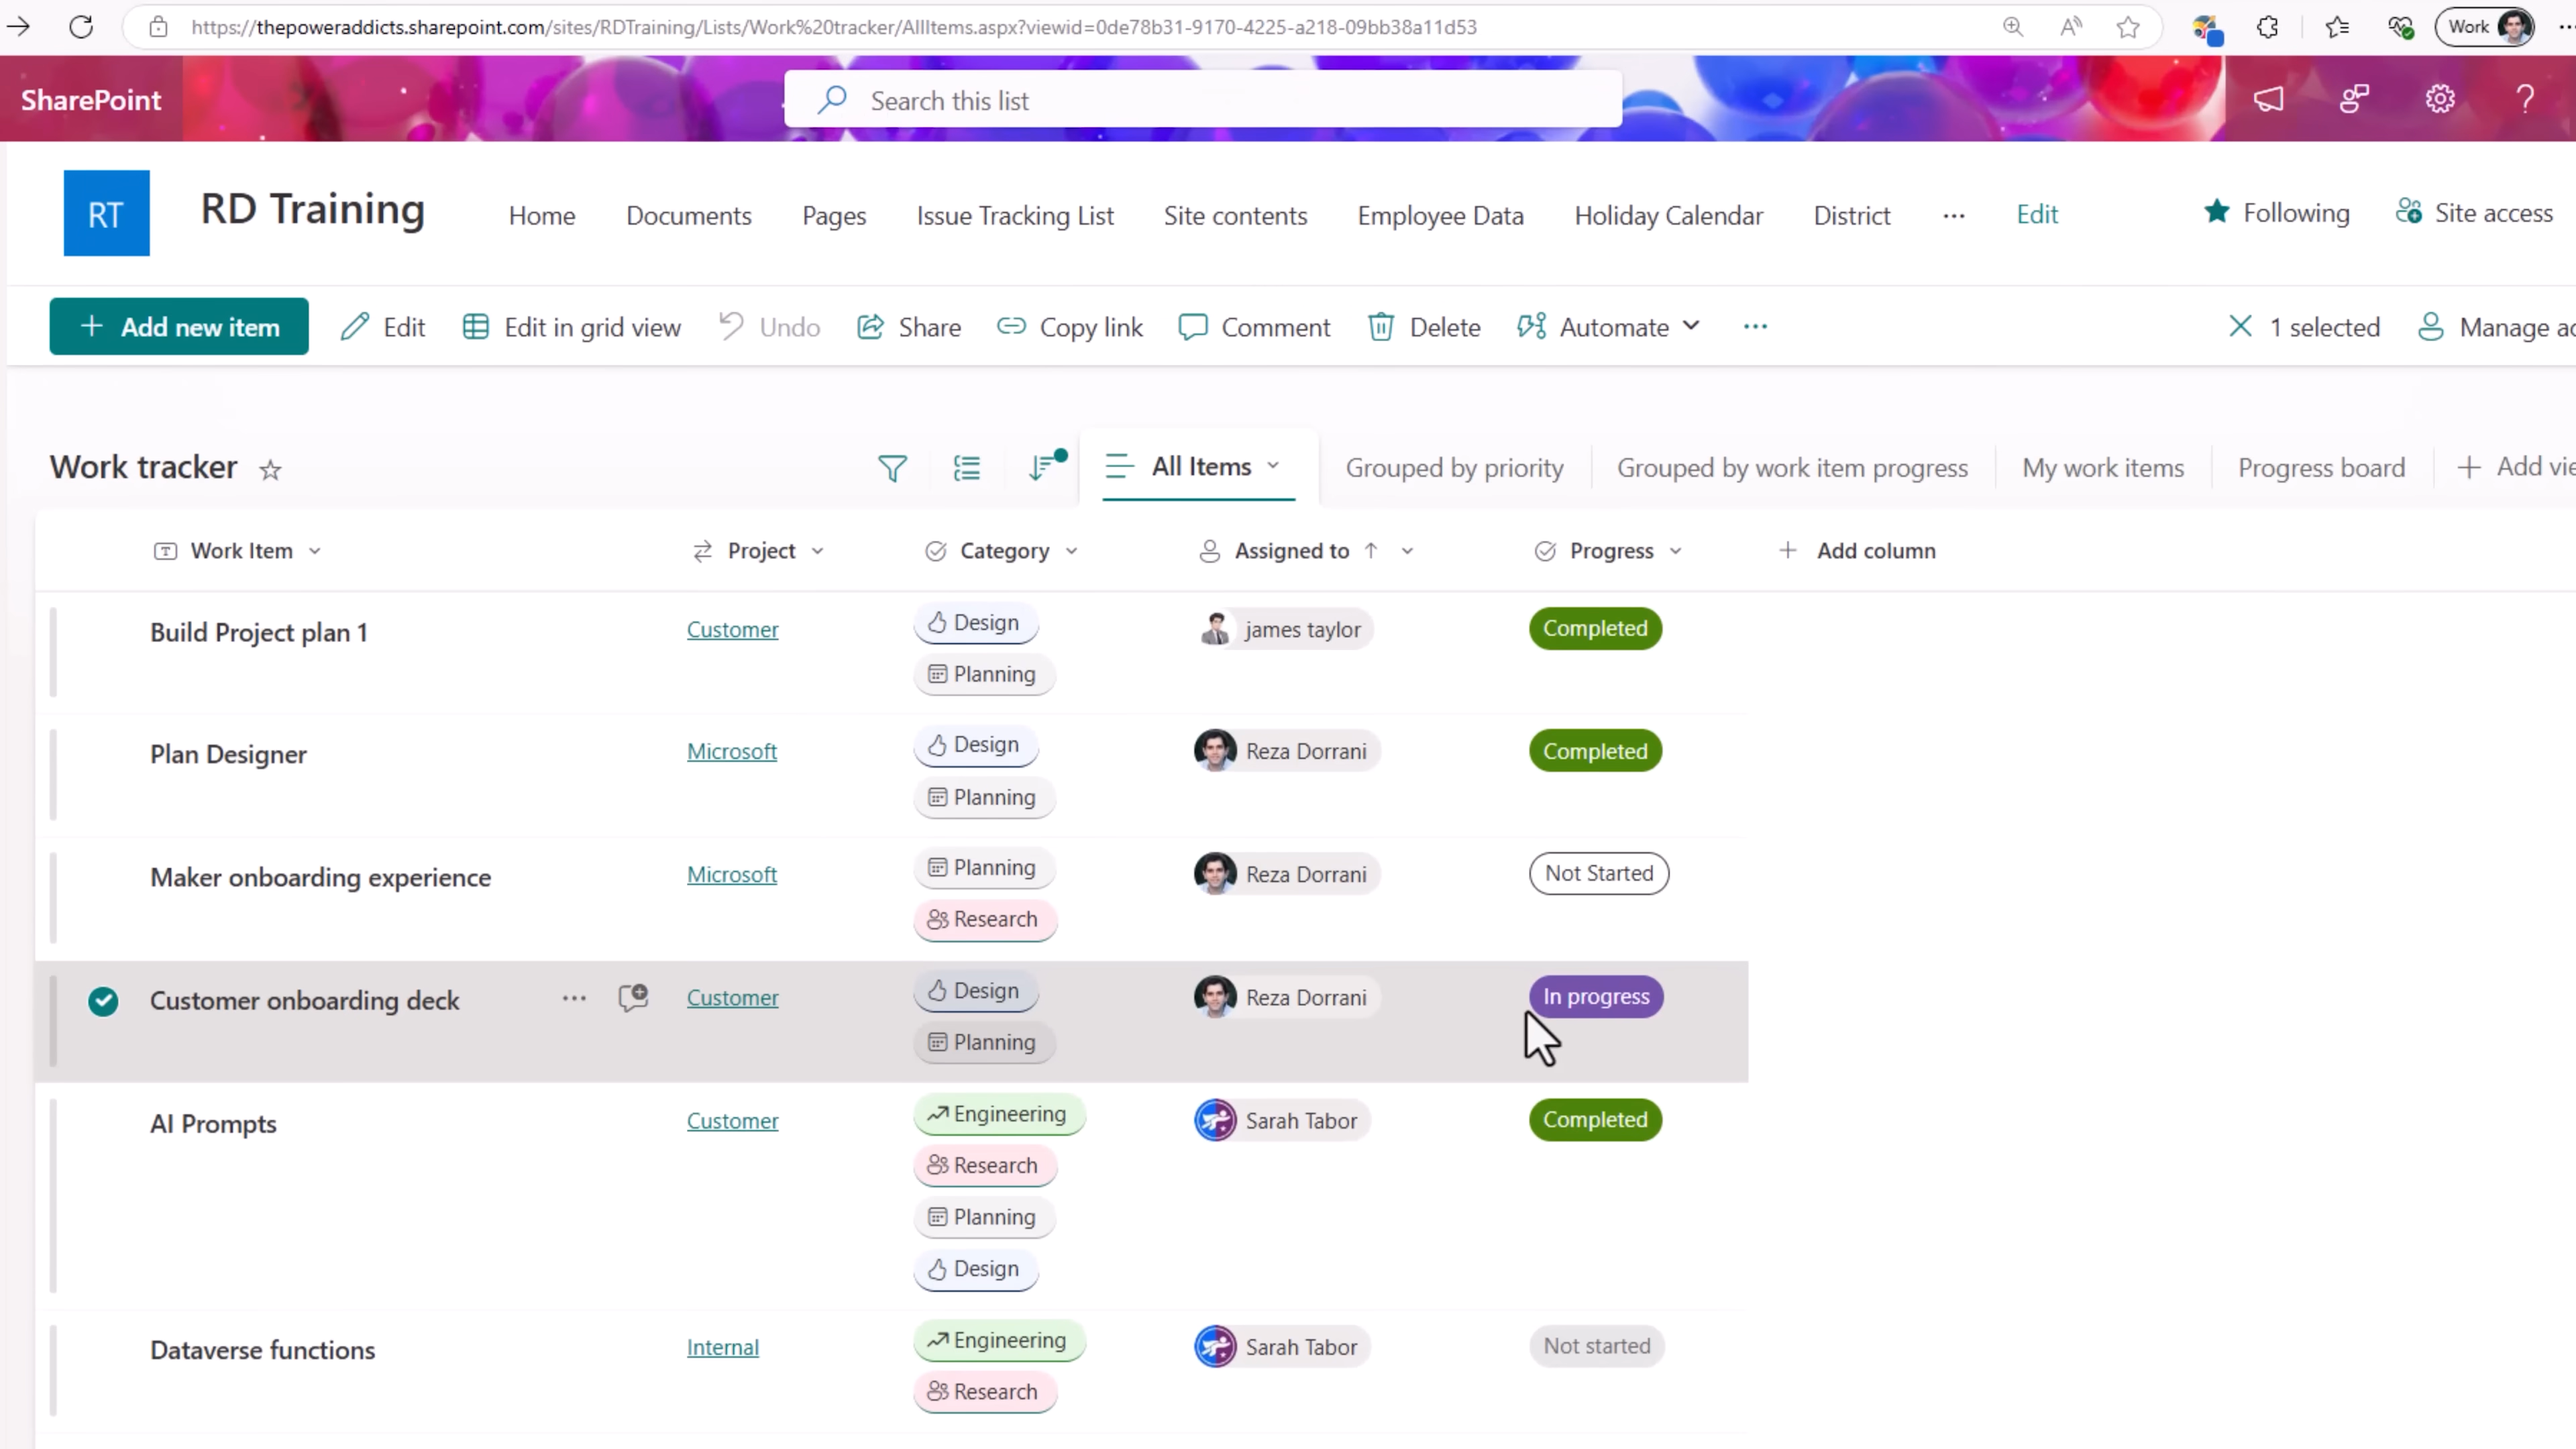 https://thepoweraddicts.sharepoint.com/sites/RDTraining/Lists/Work%20tracker/AllItems.aspx?viewid=0de78b31-9170-4225-a218-09bb38a11d53 Work
SharePoint Search this list
RT RD Training Home Documents Pages Issue Tracking List Site contents Employee Data Holiday Calendar District ... Edit Following Site access
+ Add new item Edit Edit in grid view Undo Share Copy link Comment Delete Automate ... 1 selected Manage
Work tracker All Items Grouped by priority Grouped by work item progress My work items Progress board + Add
Work Item Project Category Assigned to ↑ Progress + Add column
Build Project plan 1 Customer Design james taylor Completed
Planning
Plan Designer Microsoft Design Reza Dorrani Completed
Planning
Maker onboarding experience Microsoft Planning Reza Dorrani Not Started
Research
Customer onboarding deck ... Customer Design Reza Dorrani In progress
Planning
AI Prompts Customer Engineering Sarah Tabor Completed
Research
Planning
Design
Dataverse functions Internal Engineering Sarah Tabor Not started
Research